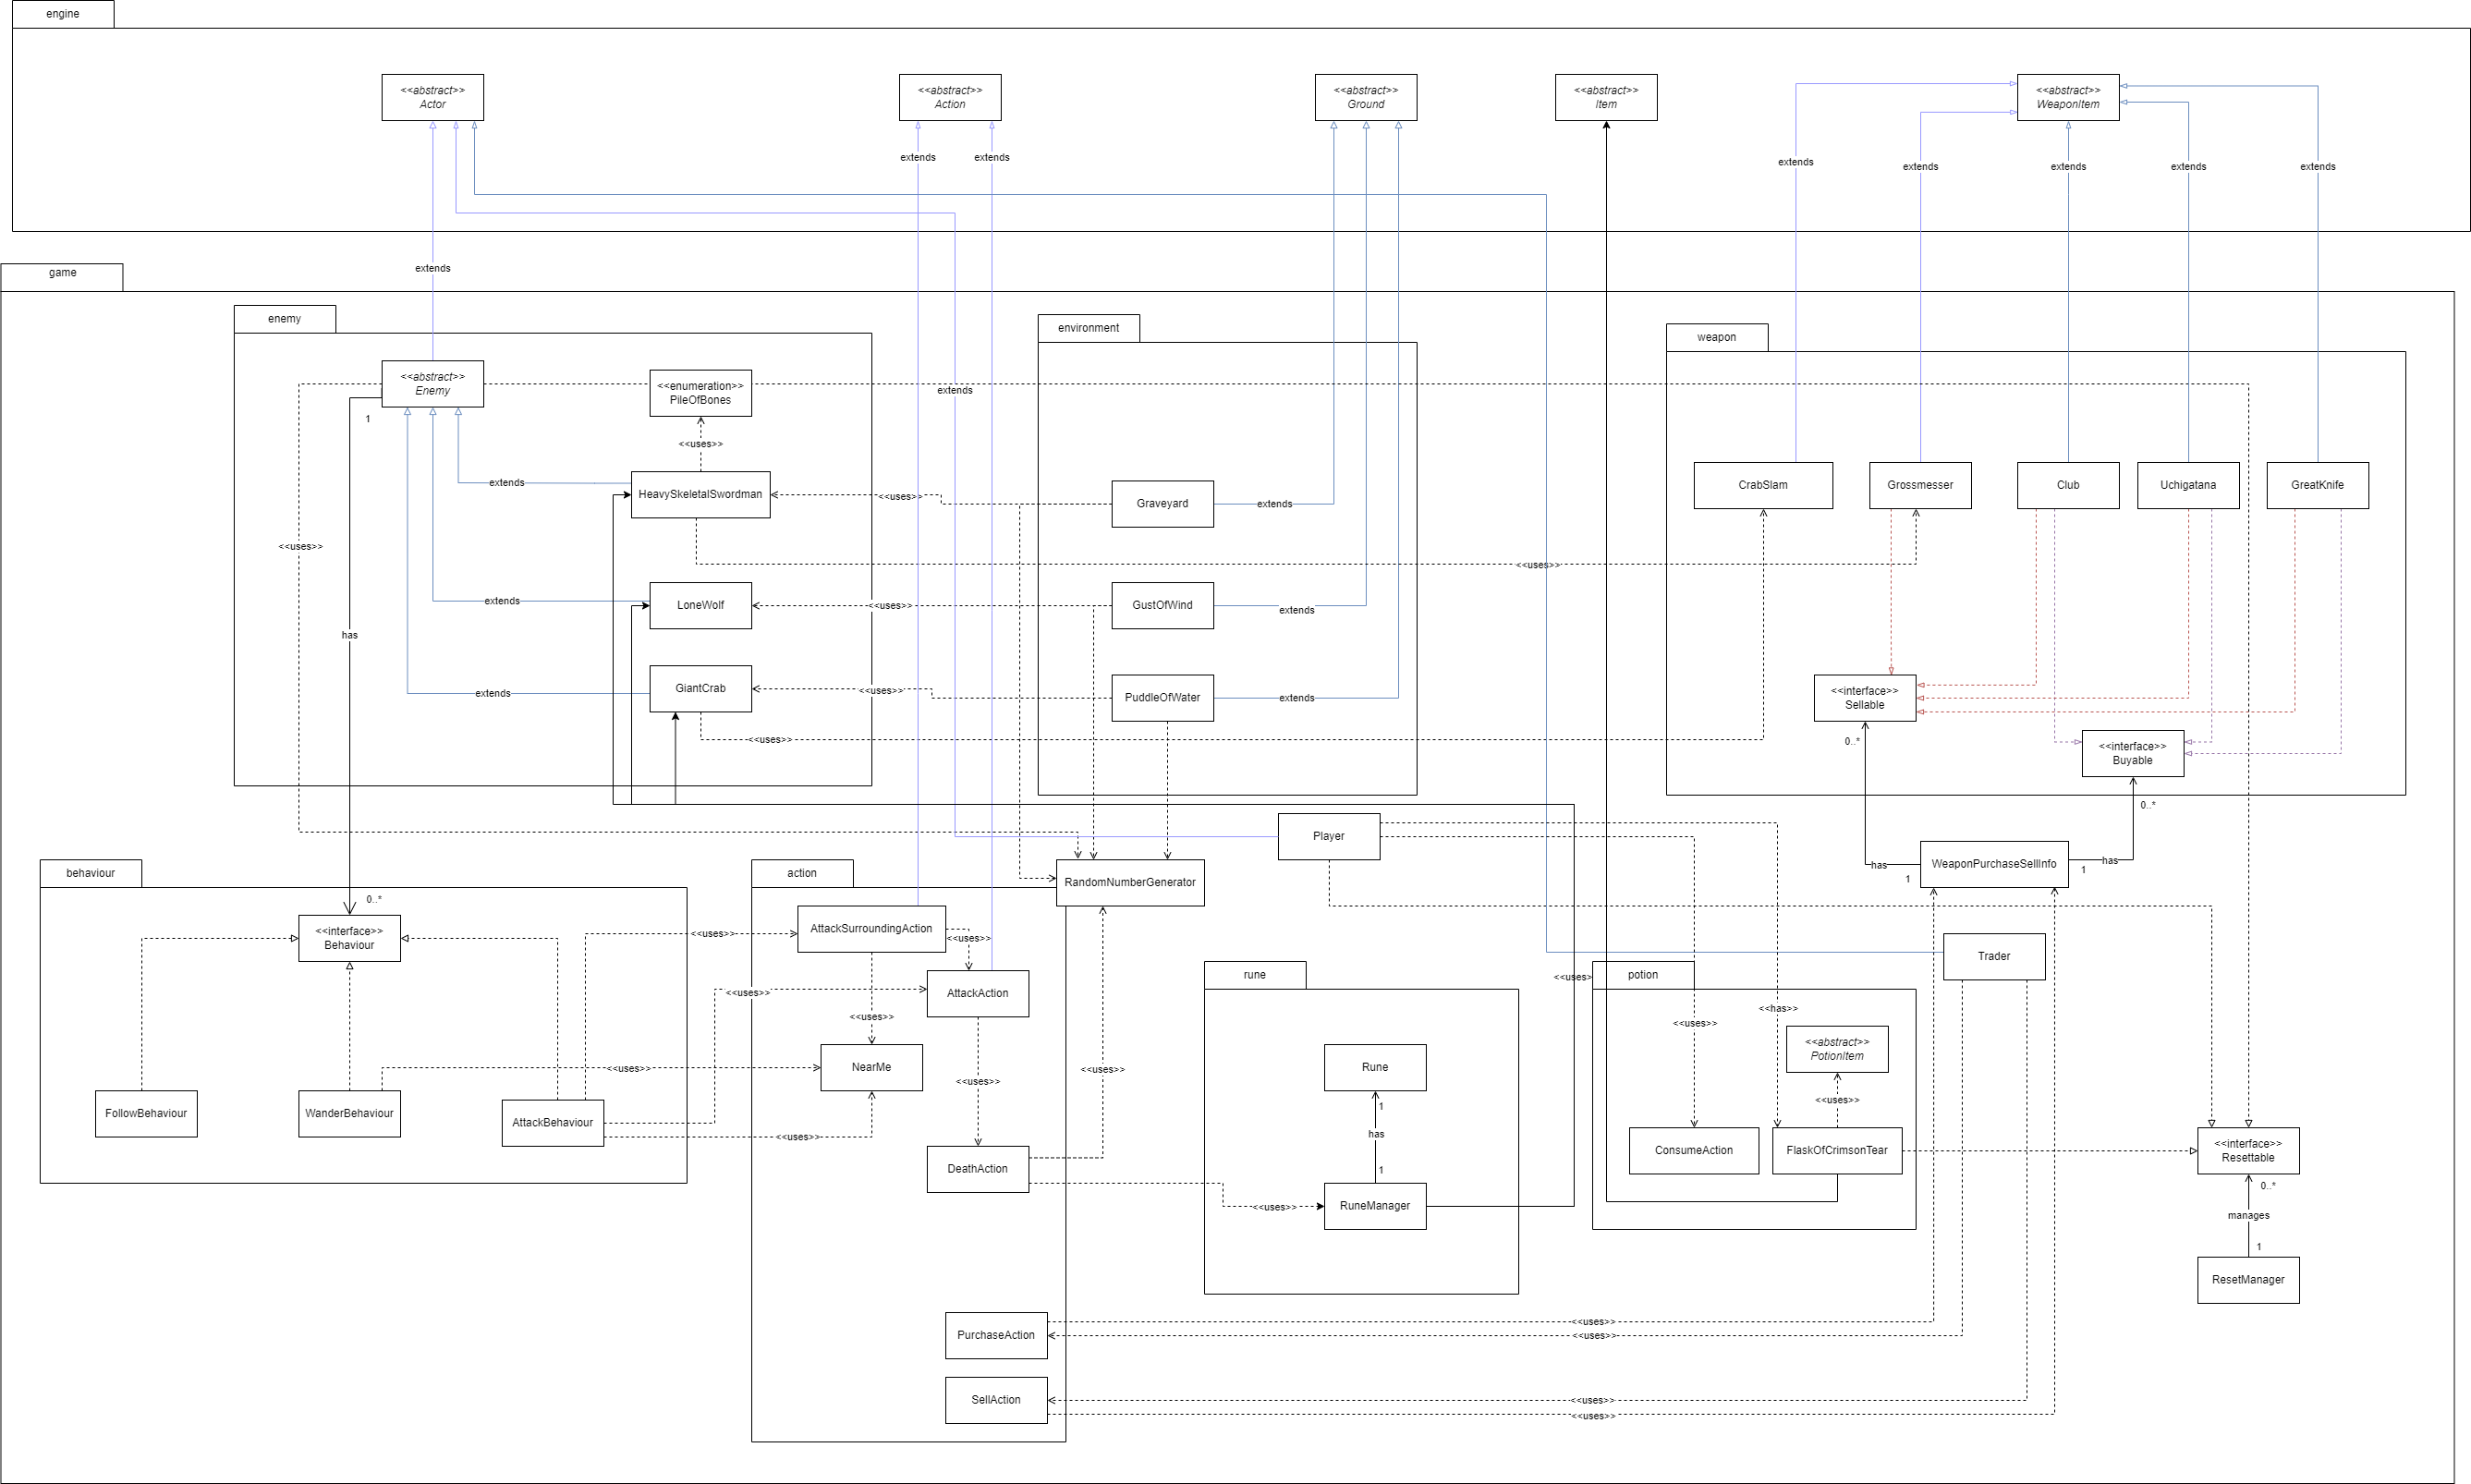 engine
<<abstract>>
Actor
<<abstract>>
Action
<<abstract>>
Ground
<<abstract>>
Item
<<abstract>>
WeaponItem
extends
extends
extends
extends
extends
extends
extends
extends
game
enemy
environment
weapon
<<abstract>>
Enemy
<<enumeration>>
PileOfBones
extends
1
<<uses>>
extends
HeavySkeletalSwordman
<<uses>>
Graveyard
extends
CrabSlam
Grossmesser
Club
Uchigatana
GreatKnife
<<uses>>
<<uses>>
extends
LoneWolf
<<uses>>
GustOfWind
extends
has
extends
GiantCrab
<<uses>>
PuddleOfWater
extends
<<interface>>
Sellable
<<uses>>
0..*
<<interface>>
Buyable
0..*
Player
behaviour
action
RandomNumberGenerator
has
WeaponPurchaseSellInfo
has
1
1
0..*
<<interface>>
Behaviour
<<uses>>
AttackSurroundingAction
<<uses>>
Trader
rune
<<uses>
potion
<<uses>>
AttackAction
<<uses>>
<<has>>
<<uses>>
<<abstract>>
PotionItem
<<uses>>
NearMe
<<uses>>
<<uses>>
Rune
<<uses>>
1
FollowBehaviour
WanderBehaviour
AttackBehaviour
<<uses>>
has
ConsumeAction
FlaskOfCrimsonTear
<<interface>>
Resettable
DeathAction
1
0..*
<<uses>>
RuneManager
manages
1
ResetManager
PurchaseAction
<<uses>>
<<uses>>
SellAction
<<uses>>
<<uses>>